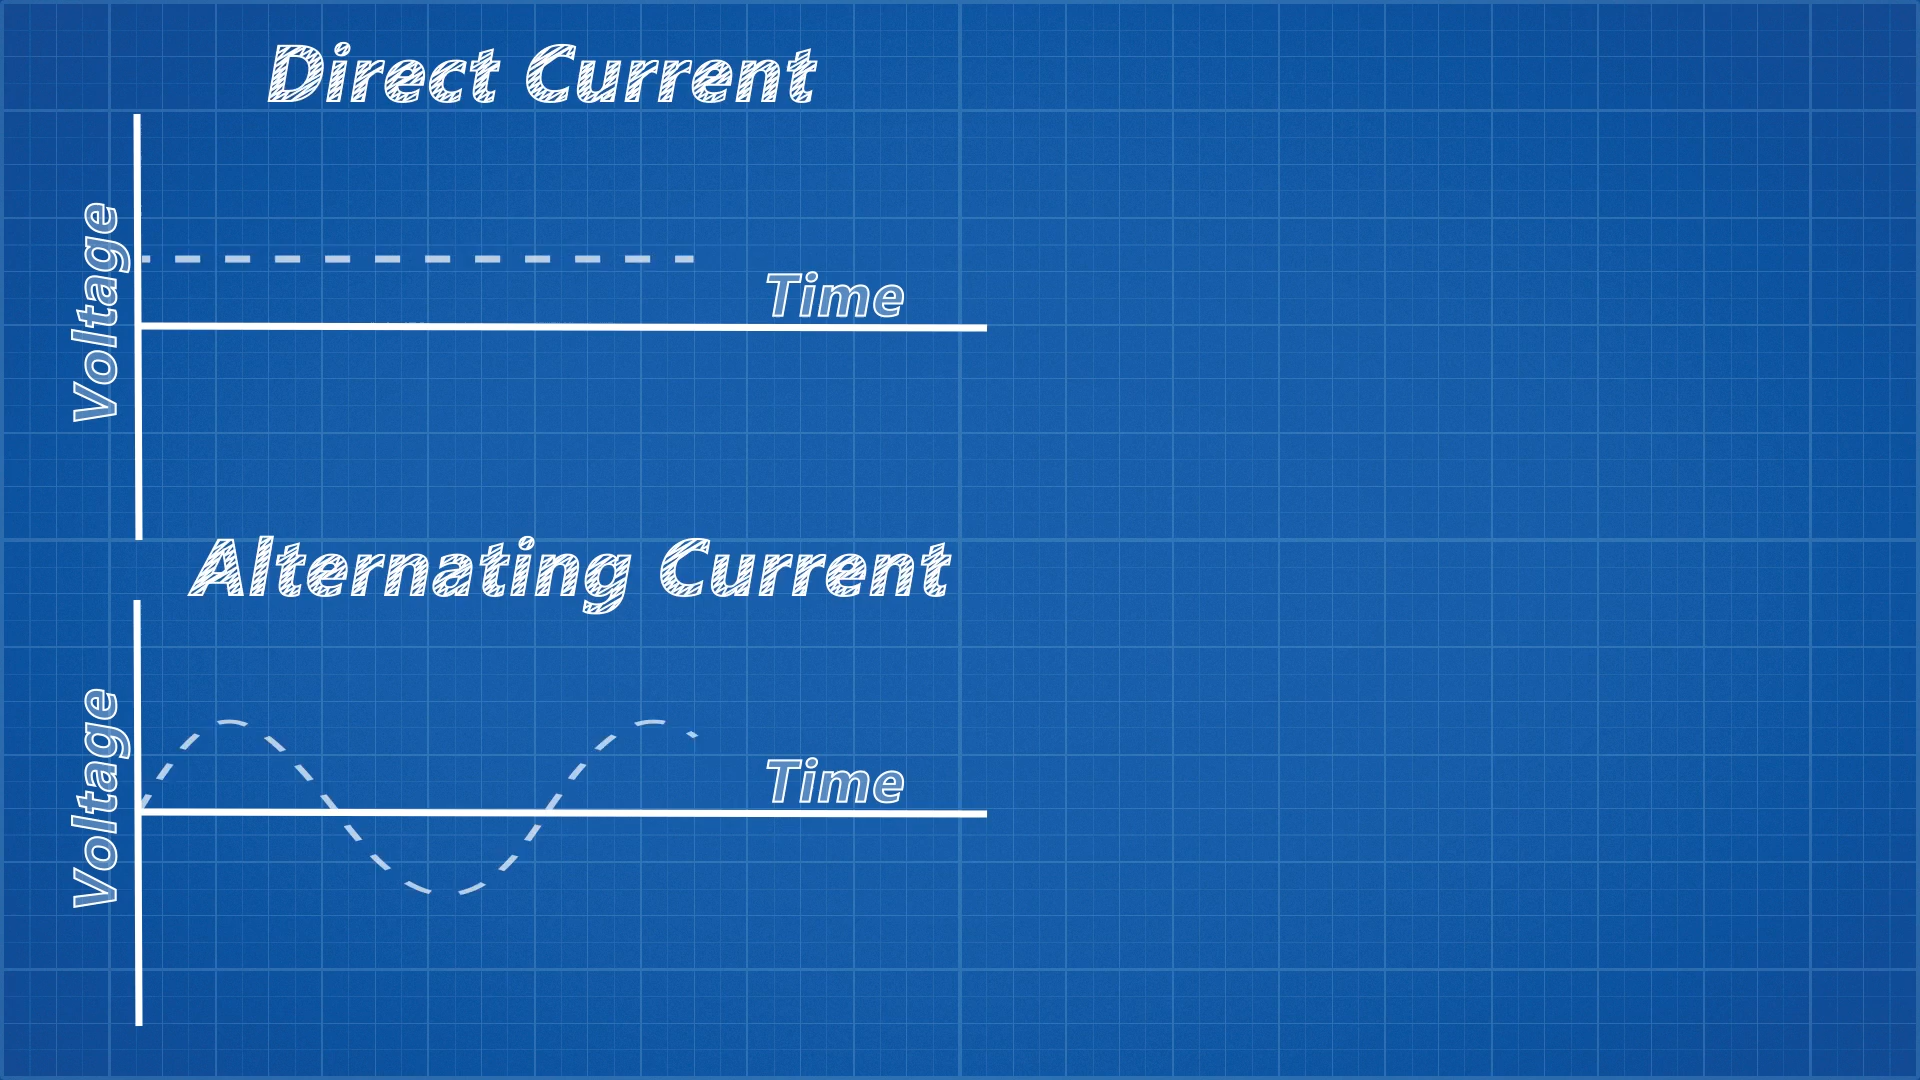 Direct Current
Voltage
Time
Alternating Current
Voltage
Time